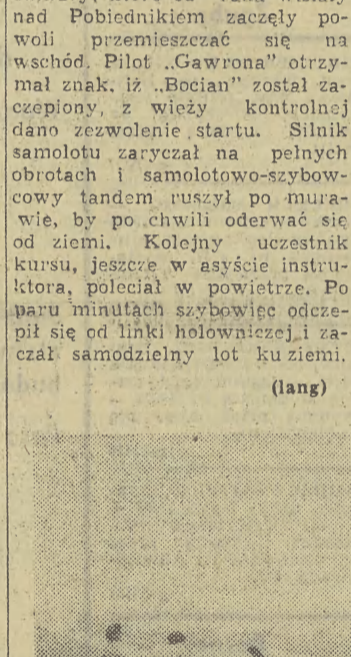 nad Pobiednikiem zaczęły po-
woli przemieszczać się na
wschód. Pilot „Gawrona” otrzy-
mał znak, iż „Bocian” został za-
czepiony, z wieży kontrolnej
dano zezwolenie startu. Silnik
samolotu zaryczał na pełnych
obrotach i samolotowo-szybow-
cowy tandem ruszył po mura-
wie, by po chwili oderwać się
od ziemi. Kolejny uczestnik
kursu, jeszcze w asyście instru-
ktora, poleciał w powietrze. Po
paru minutach szybowiec odcze-
pił się od linki holowniczej i za-
czął samodzielny lot ku ziemi.
(lang)